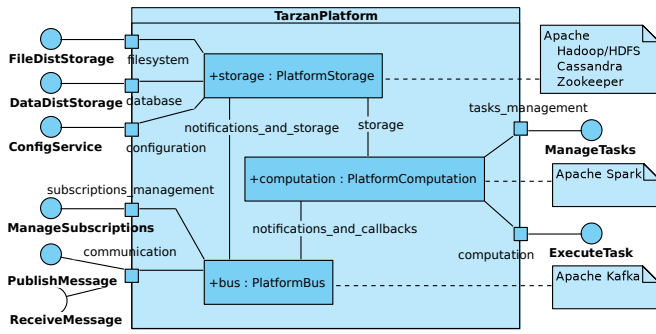 TarzanPlatform
FileDistStorage
filesystem
+storage : PlatformStorage
Apache
Hadoop/HDFS
Cassandra
Zookeeper
DataDistStorage
database
tasks_management
notifications_and_storage
storage
ConfigService
configuration
ManageTasks
+computation : PlatformComputation
Apache Spark
subscriptions_management
ManageSubscriptions
notifications_and_callbacks
communication
computation
ExecuteTask
PublishMessage
+bus : PlatformBus
Apache Kafka
ReceiveMessage